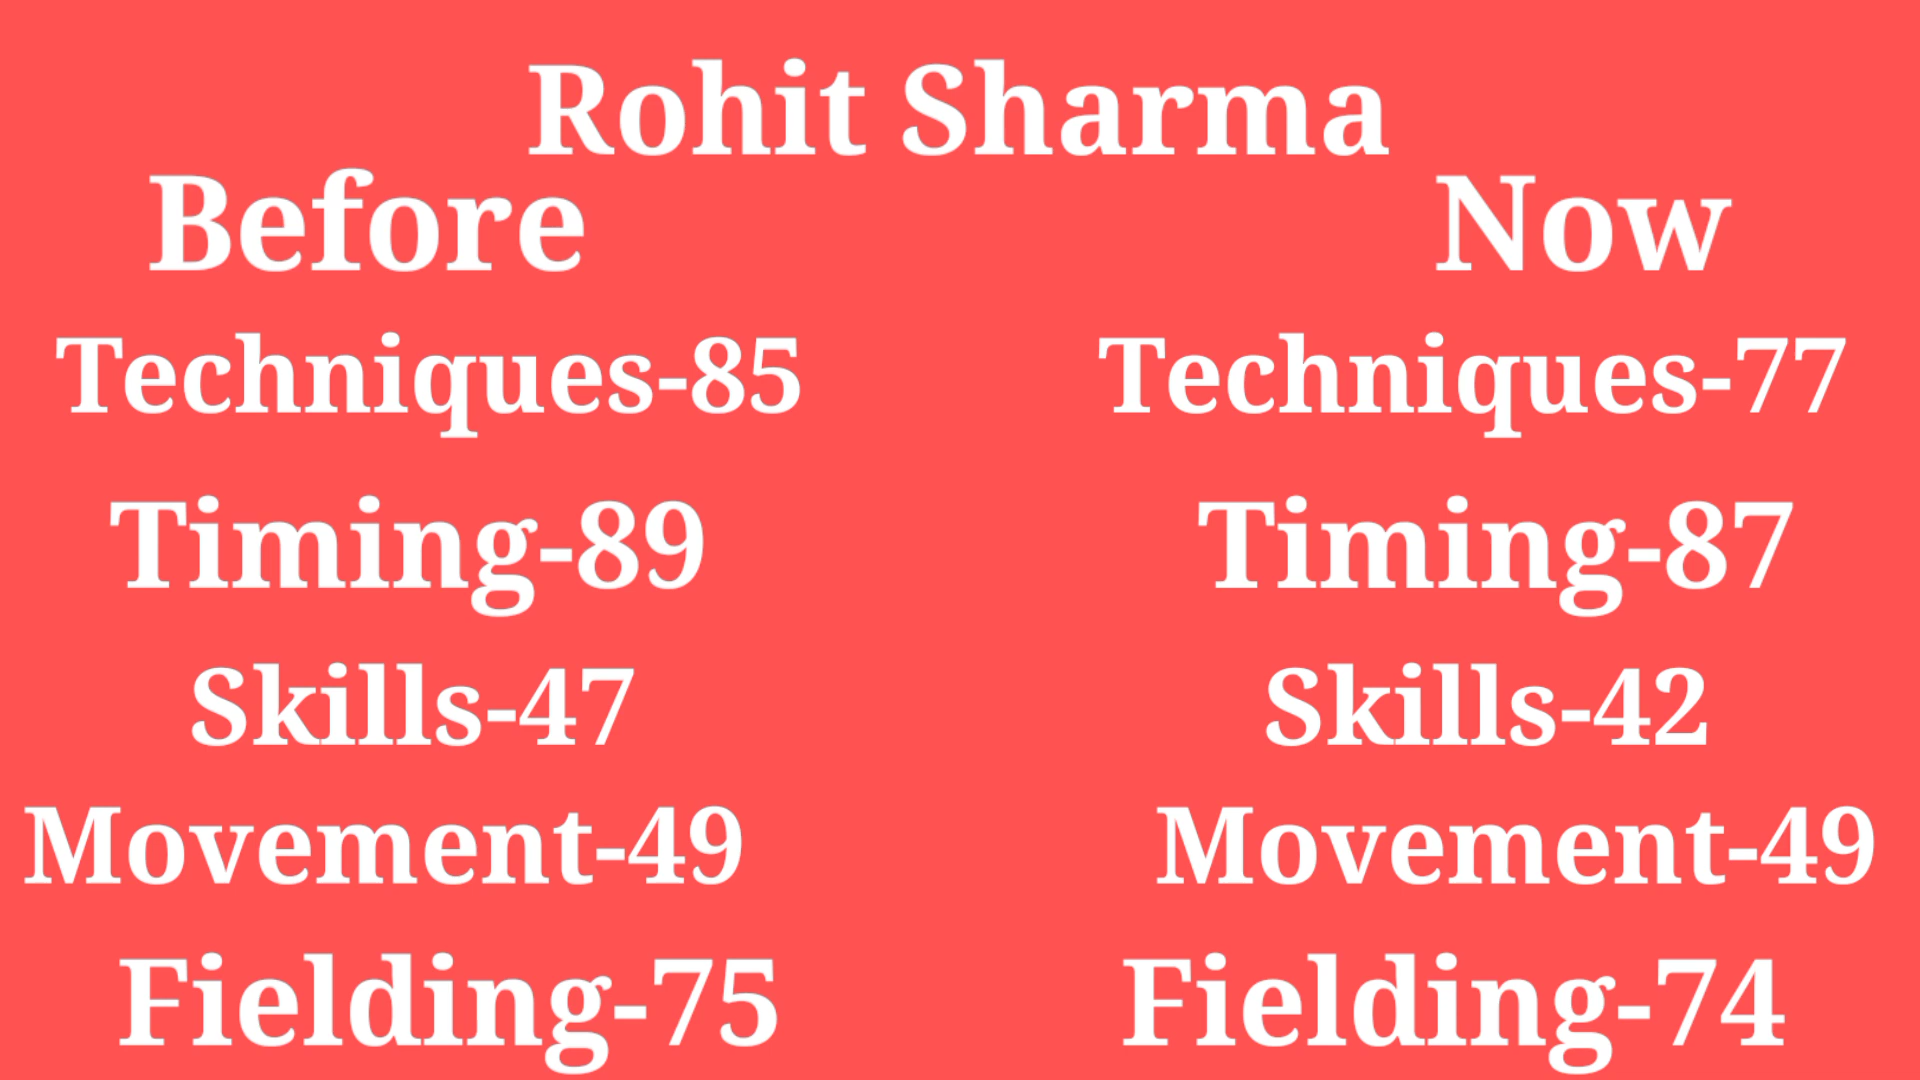 Rohit Sharma
Before
Now
Techniques-85
Techniques-77
Timing-89
Timing-87
Skills-47
Skills-42
Movement-49
Movement-49
Fielding-75
Fielding-74